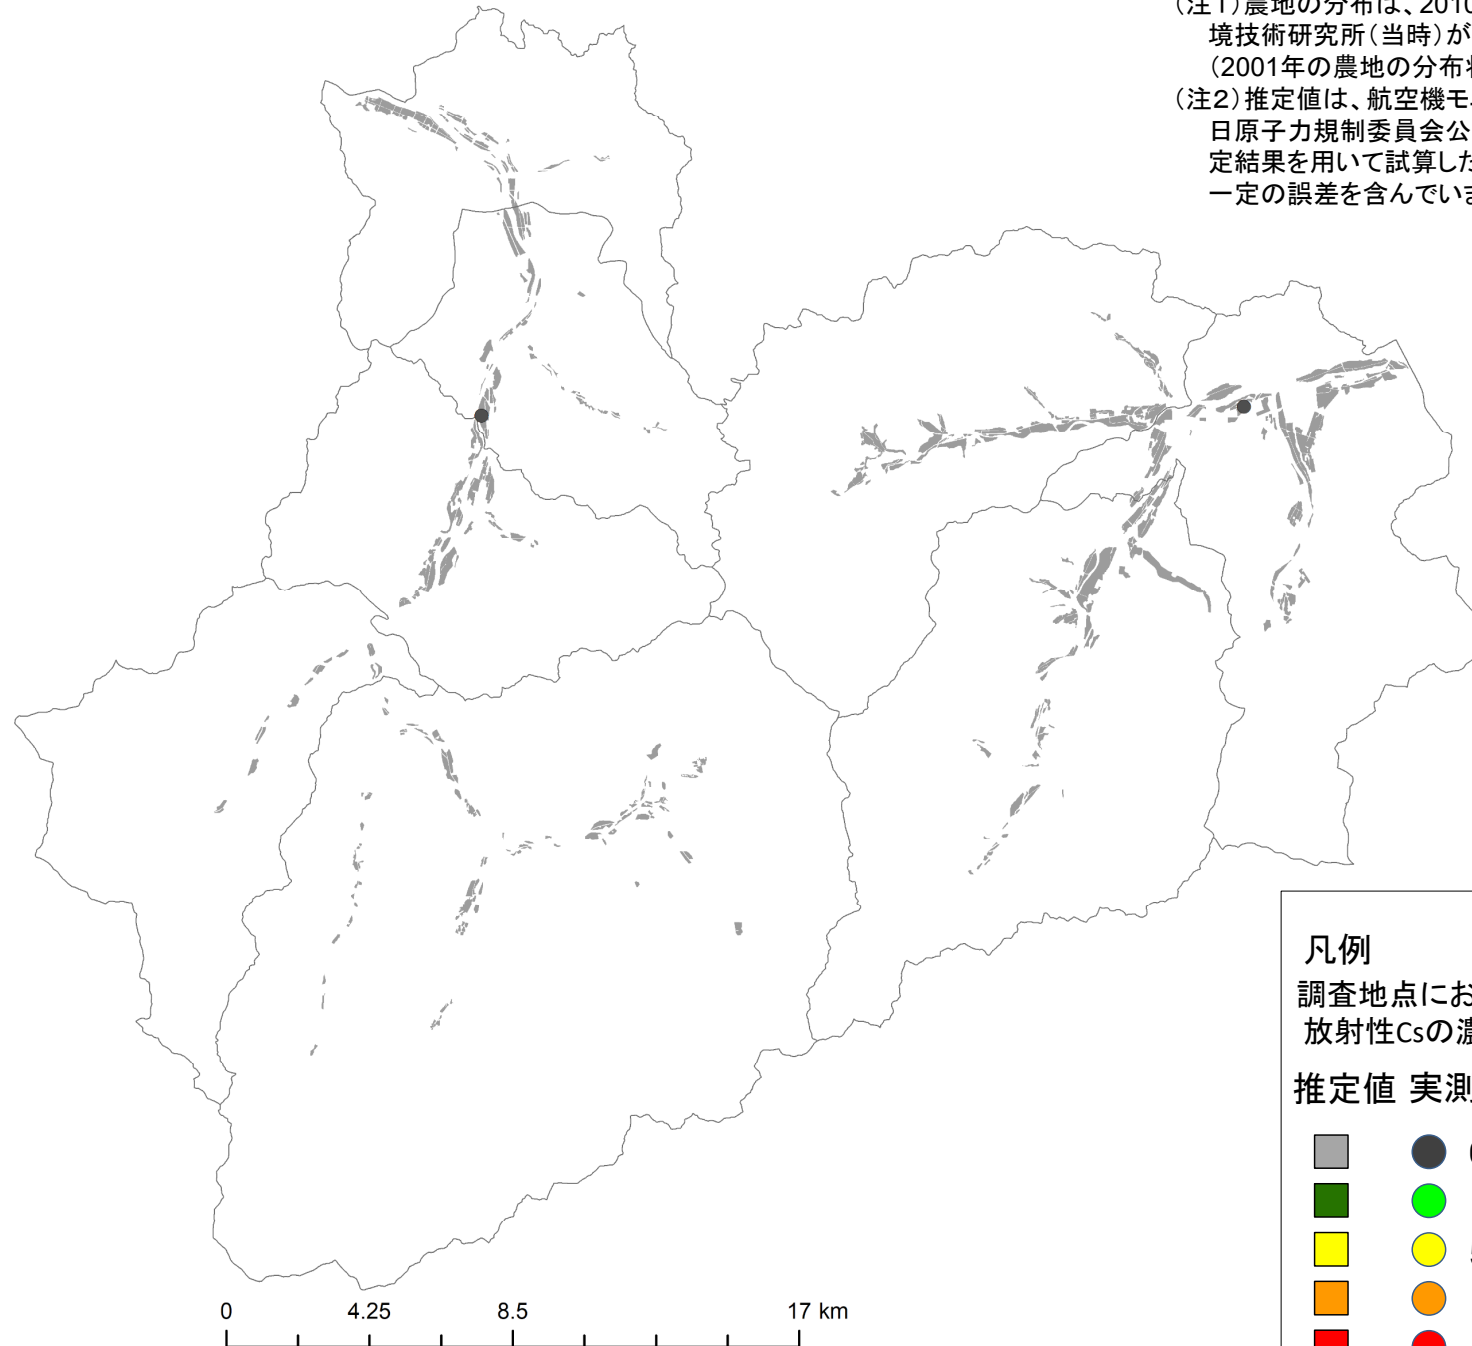 （注1）農地の分布は、2010
境技術研究所（当時）が
（2001年の農地の分布
（注2）推定値は、航空機モ
日原子力規制委員会公
定結果を用いて試算した
一定の誤差を含んでいま
凡例
調査地点にお
放射性Csの濃
推定値 実測
0 4.25 8.5 17 km